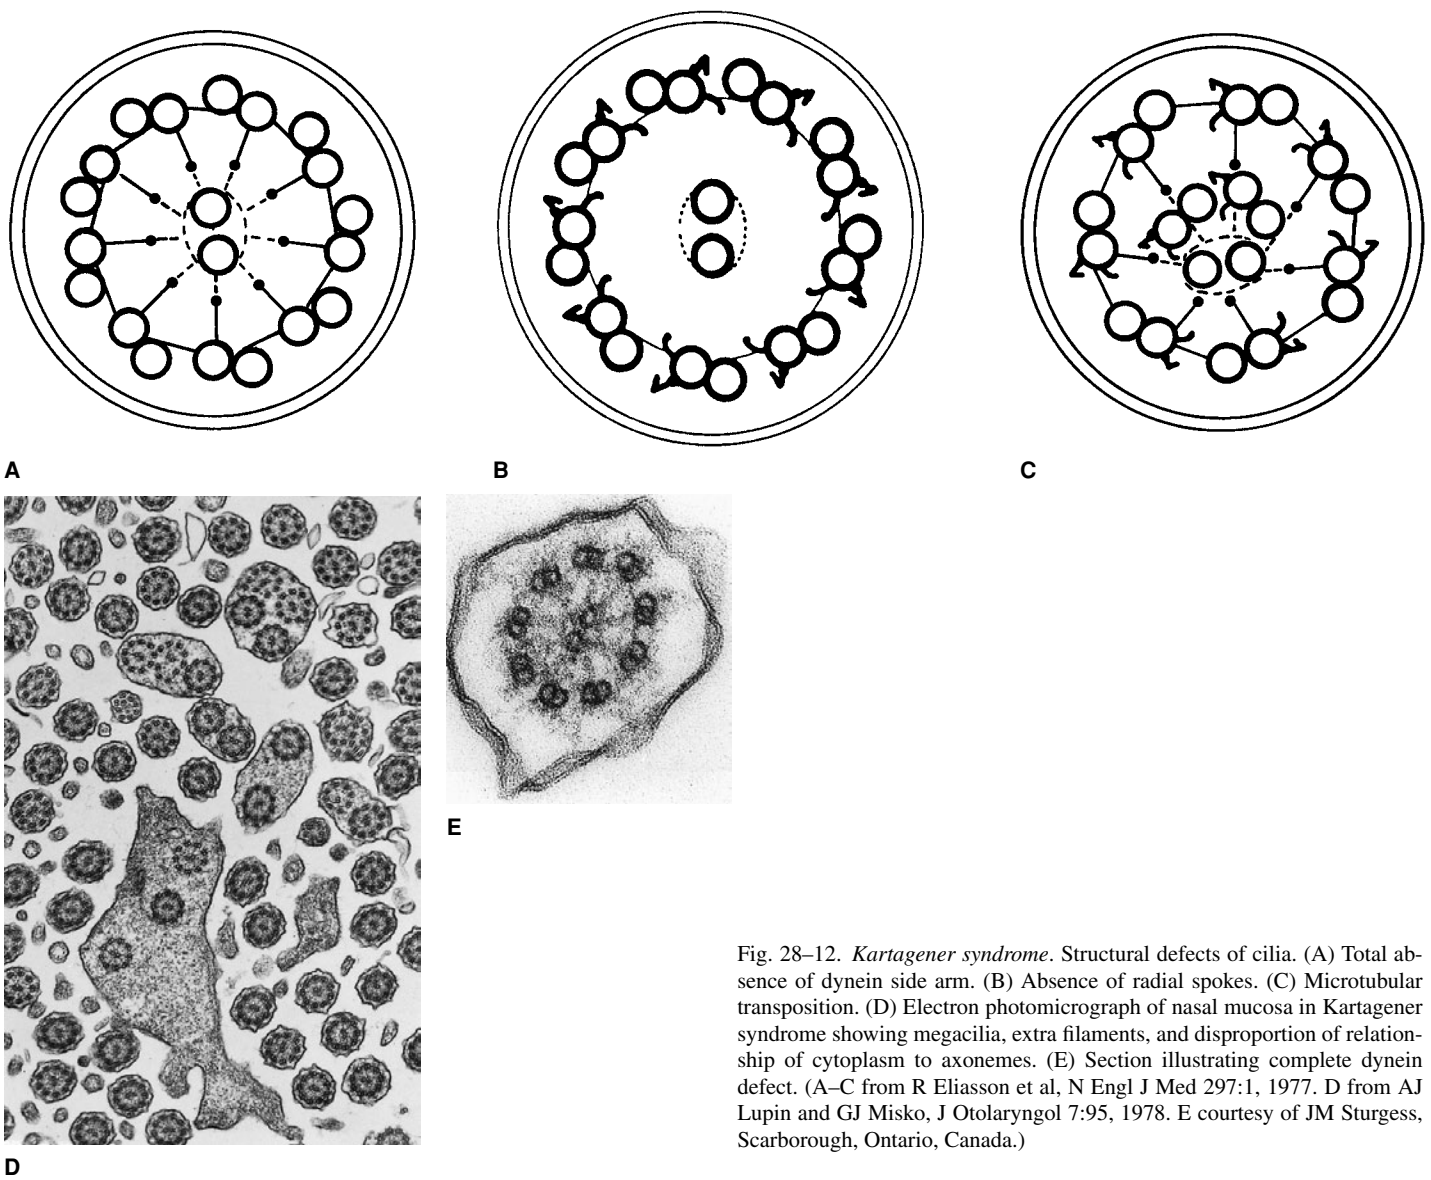 A
B
C
D
E
Fig. 28–12. Kartagener syndrome. Structural defects of cilia. (A) Total ab-
sence of dynein side arm. (B) Absence of radial spokes. (C) Microtubular
transposition. (D) Electron photomicrograph of nasal mucosa in Kartagener
syndrome showing megacilia, extra filaments, and disproportion of relation-
ship of cytoplasm to axonemes. (E) Section illustrating complete dynein
defect. (A–C from R Eliasson et al, N Engl J Med 297:1, 1977. D from AJ
Lupin and GJ Misko, J Otolaryngol 7:95, 1978. E courtesy of JM Sturgess,
Scarborough, Ontario, Canada.)